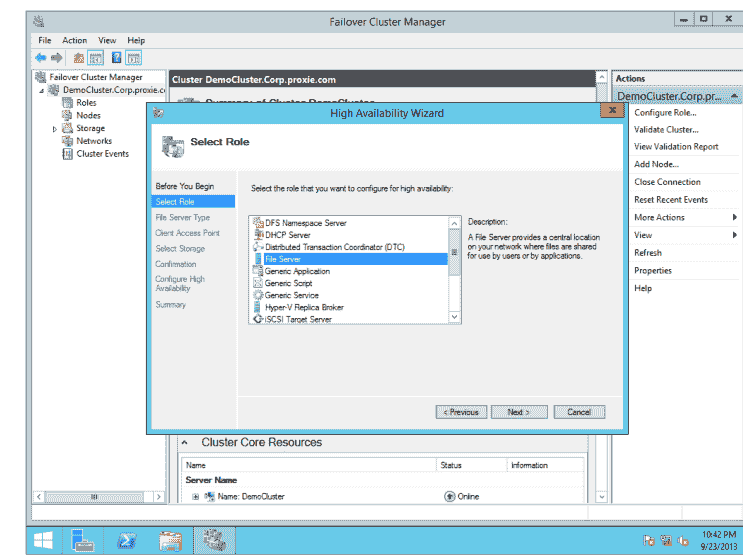 Failover Cluster Manager
File Action View Help
Failover Cluster Manager
DemoCluster.Corp.proxie.c
Roles
Nodes
Storage
Networks
Cluster Events
Cluster DemoCluster.Corp.proxie.com
Summary of Cluster DemoCluster
High Availability Wizard
Select Role
Before You Begin
Select Role
File Server Type
Client Access Point
Select Storage
Confirmation
Configure High
Availability
Summary
Select the role that you want to configure for high availability:
DFS Namespace Server
DHCP Server
Distributed Transaction Coordinator (DTC)
File Server
Generic Application
Generic Script
Generic Service
Hyper-V Replica Broker
iSCSI Target Server
Description:
A File Server provides a central location
on your network where files are shared
for use by users or by applications.
< Previous Next > Cancel
Cluster Core Resources
Name Status Information
Server Name
Name: DemoCluster Online
Actions
DemoCluster.Corp.pr...
Configure Role...
Validate Cluster...
View Validation Report
Add Node...
Close Connection
Reset Recent Events
More Actions
View
Refresh
Properties
Help
10:42 PM
9/23/2013